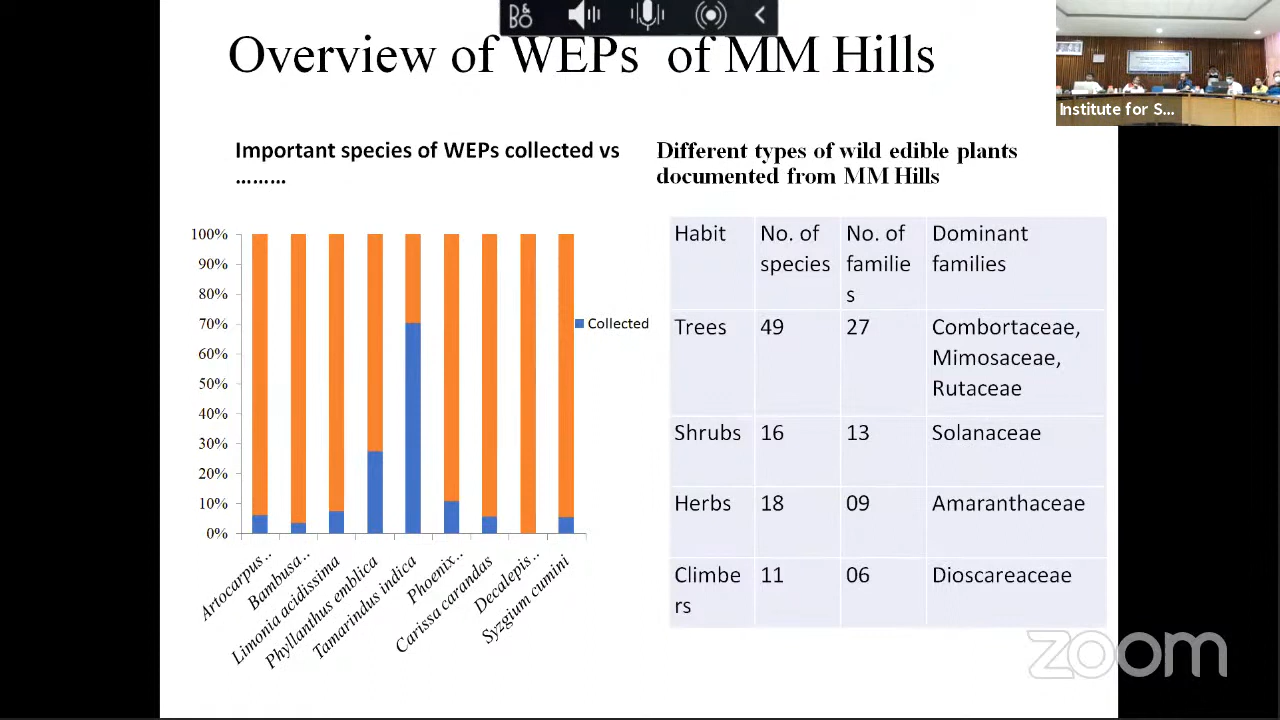 Overview of WEPs of MM Hills
Institute for S...
Important species of WEPs collected vs
.........
Different types of wild edible plants
documented from MM Hills
100%
90%
80%
70%
60%
50%
40%
30%
20%
10%
0%
Collected
Artocarpus...
Bambusa...
Limonia acidissima
Phyllanthus emblica
Tamarindus indica
Phoenix...
Carissa carandas
Decalepis...
Syzgium cumini
Habit No. of No. of Dominant
species familie families
s
Trees 49 27 Combortaceae,
Mimosaceae,
Rutaceae
Shrubs 16 13 Solanaceae
Herbs 18 09 Amaranthaceae
Climbe 11 06 Dioscareaceae
rs
zoom